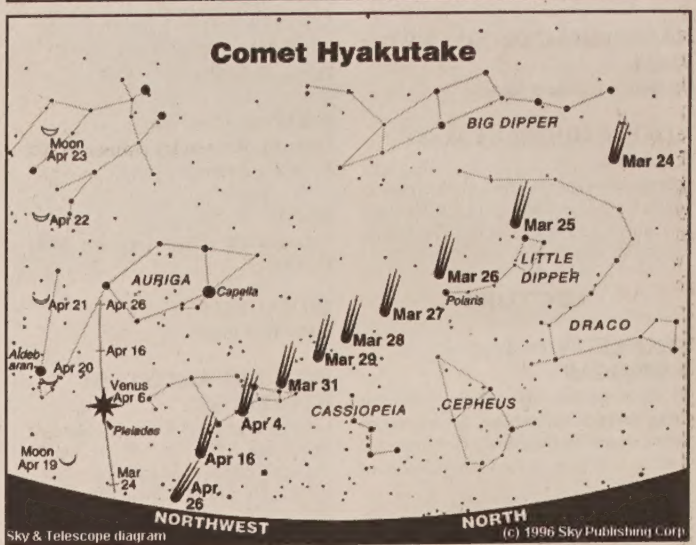 Comet Hyakutake
BIG DIPPER
Moon
Apr 23
Mar 24
Apr 22
Mar 25
LITTLE
DIPPER
AURIGA
Capella
Mar 26
Polaris
Apr 21
Apr 26
Mar 27
DRACO
Mar 28
Aldeb-
aran
Apr 20
Apr 16
Mar 29
Venus
Apr 6
Mar 31
CASSIOPEIA
CEPHEUS
Apr 4
Pleiades
Moon
Apr 19
Apr 16
Mar
24
Apr
26
NORTHWEST
NORTH
Sky & Telescope diagram
(c) 1996 Sky Publishing Corp